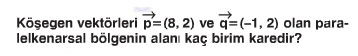 Köşegen vektörleri p=(8, 2) ve q=(-1, 2) olan para-
lelkenarsal bölgenin alanı kaç birim karedir?